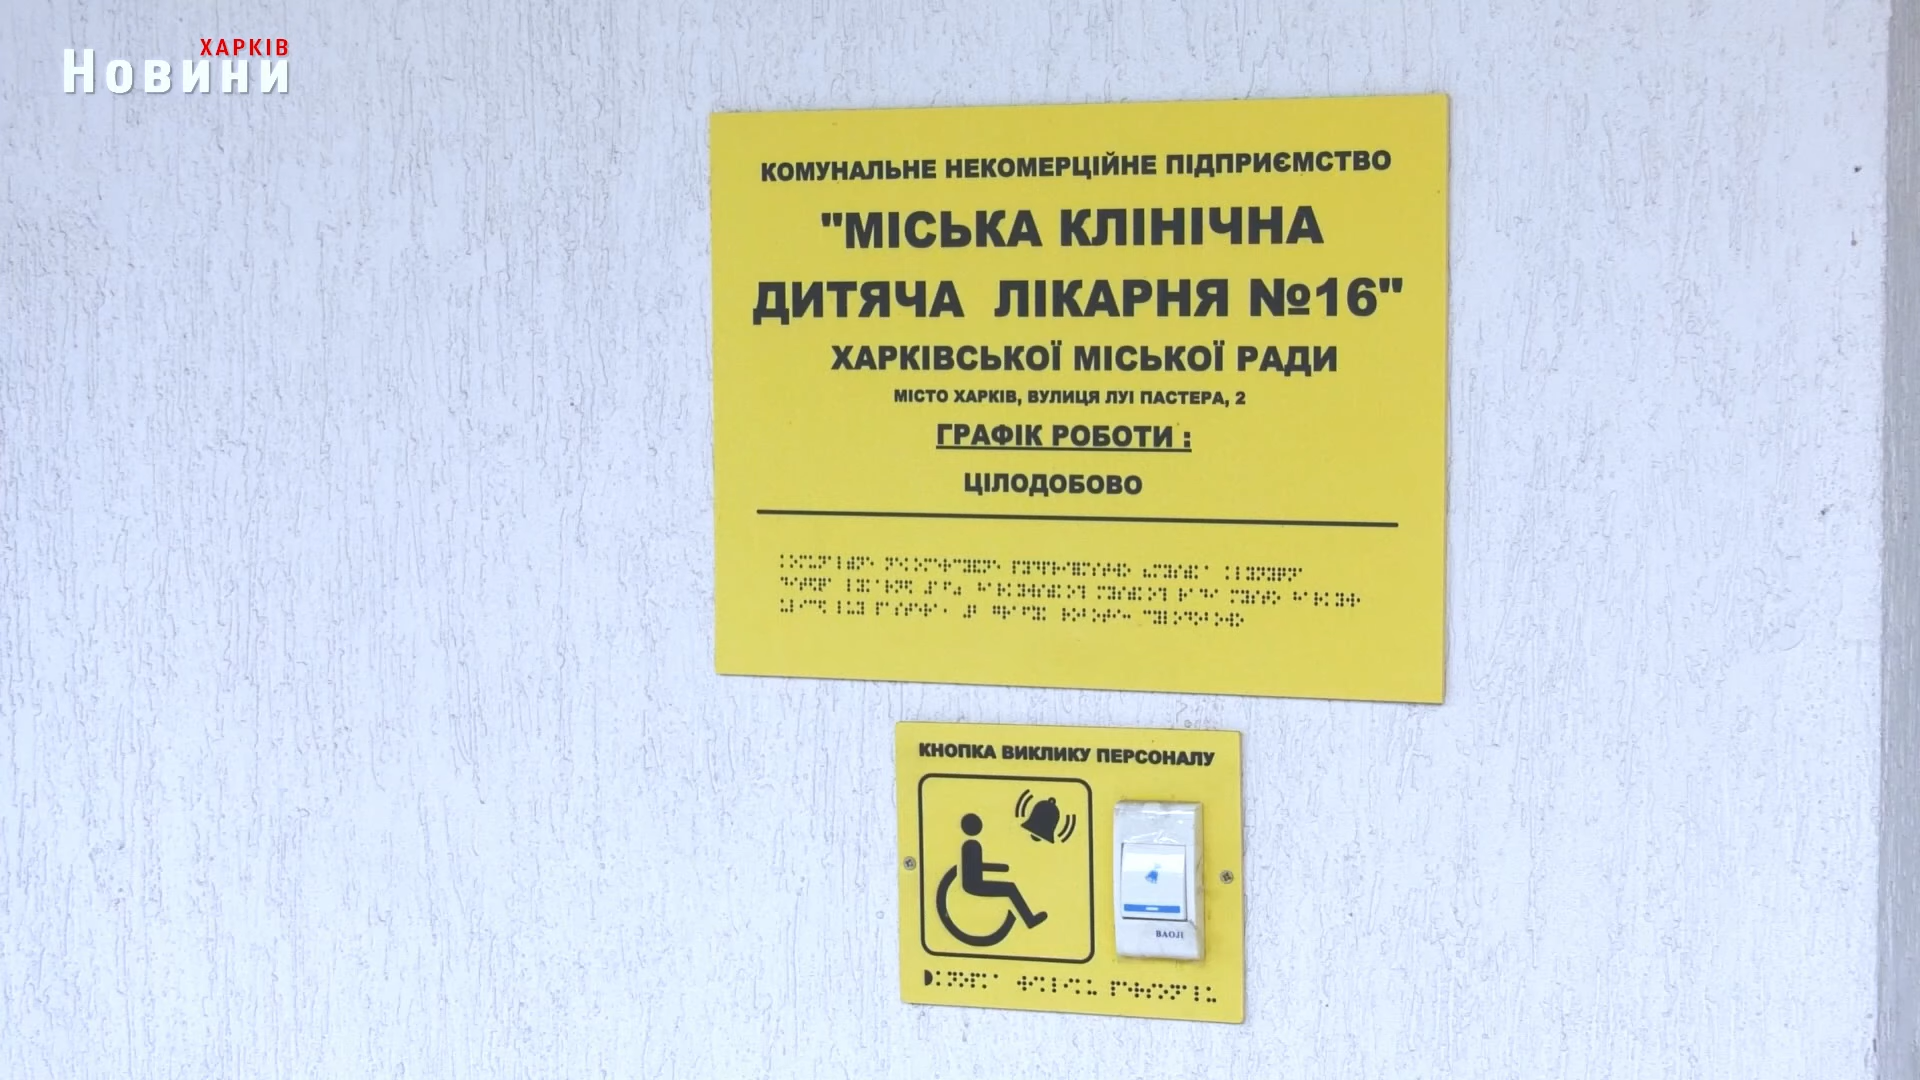 ХАРКІВ
Новини
КОМУНАЛЬНЕ НЕКОМЕРЦІЙНЕ ПІДПРИЄМСТВО
"МІСЬКА КЛІНІЧНА
ДИТЯЧА ЛІКАРНЯ №16"
ХАРКІВСЬКОЇ МІСЬКОЇ РАДИ
МІСТО ХАРКІВ, ВУЛИЦЯ ЛУІ ПАСТЕРА, 2
ГРАФІК РОБОТИ :
ЦІЛОДОБОВО
КНОПКА ВИКЛИКУ ПЕРСОНАЛУ
BAOJI